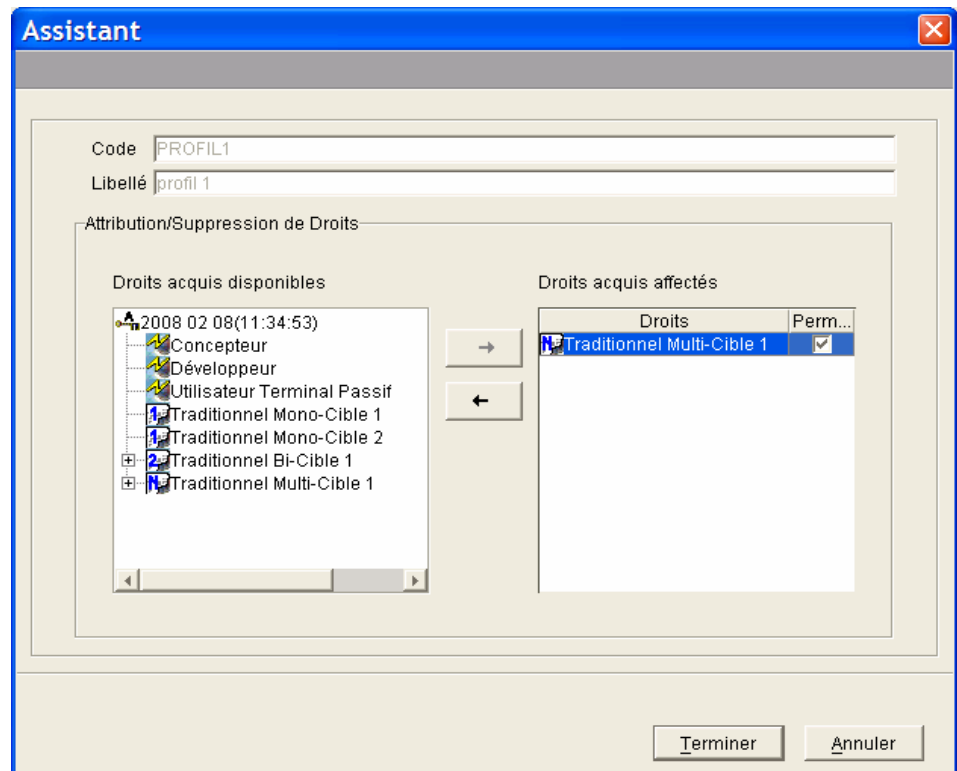 Assistant
Code PROFIL1
Libellé profil 1
Attribution/Suppression de Droits
Droits acquis disponibles
2008 02 08(11:34:53)
Concepteur
Développeur
Utilisateur Terminal Passif
Traditionnel Mono-Cible 1
Traditionnel Mono-Cible 2
Traditionnel Bi-Cible 1
Traditionnel Multi-Cible 1
Droits acquis affectés
Droits Perm...
Traditionnel Multi-Cible 1
Terminer Annuler